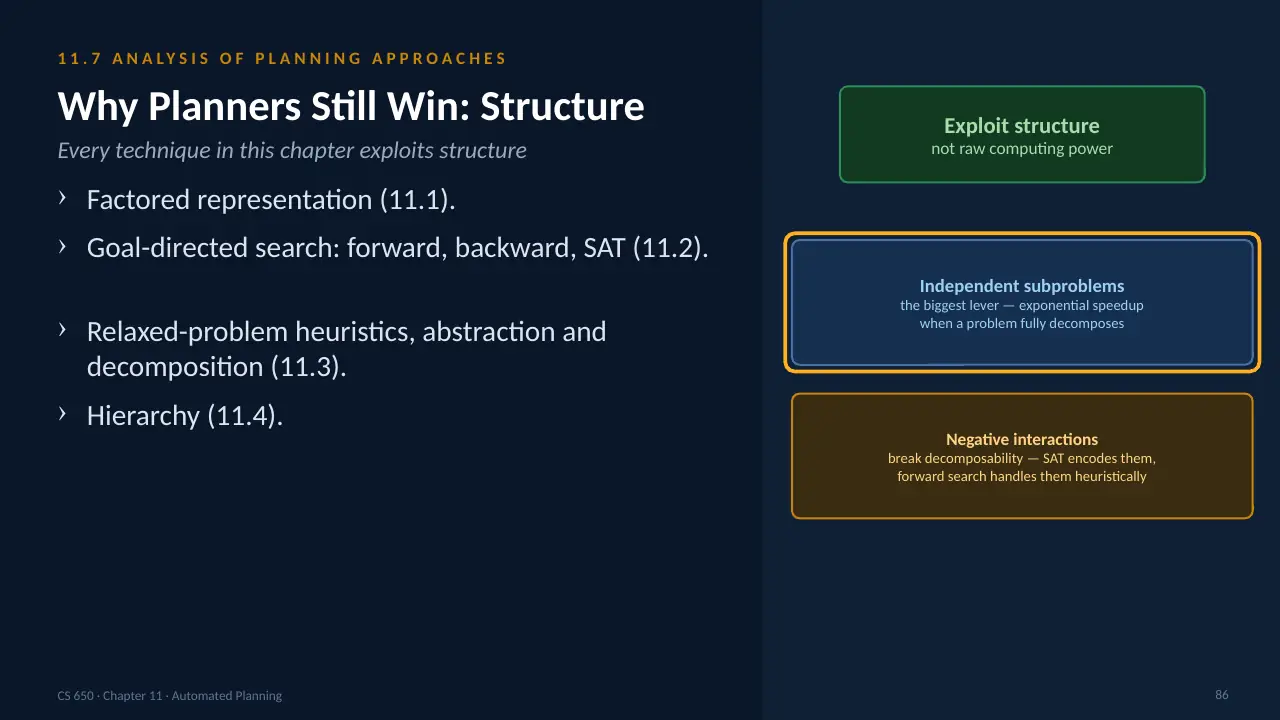 11.7 ANALYSIS OF PLANNING APPROACHES
Why Planners Still Win: Structure
Every technique in this chapter exploits structure
› Factored representation (11.1).
› Goal-directed search: forward, backward, SAT (11.2).
› Relaxed-problem heuristics, abstraction and
decomposition (11.3).
› Hierarchy (11.4).
Exploit structure
not raw computing power
Independent subproblems
the biggest lever — exponential speedup
when a problem fully decomposes
Negative interactions
break decomposability — SAT encodes them,
forward search handles them heuristically
CS 650 · Chapter 11 · Automated Planning
86